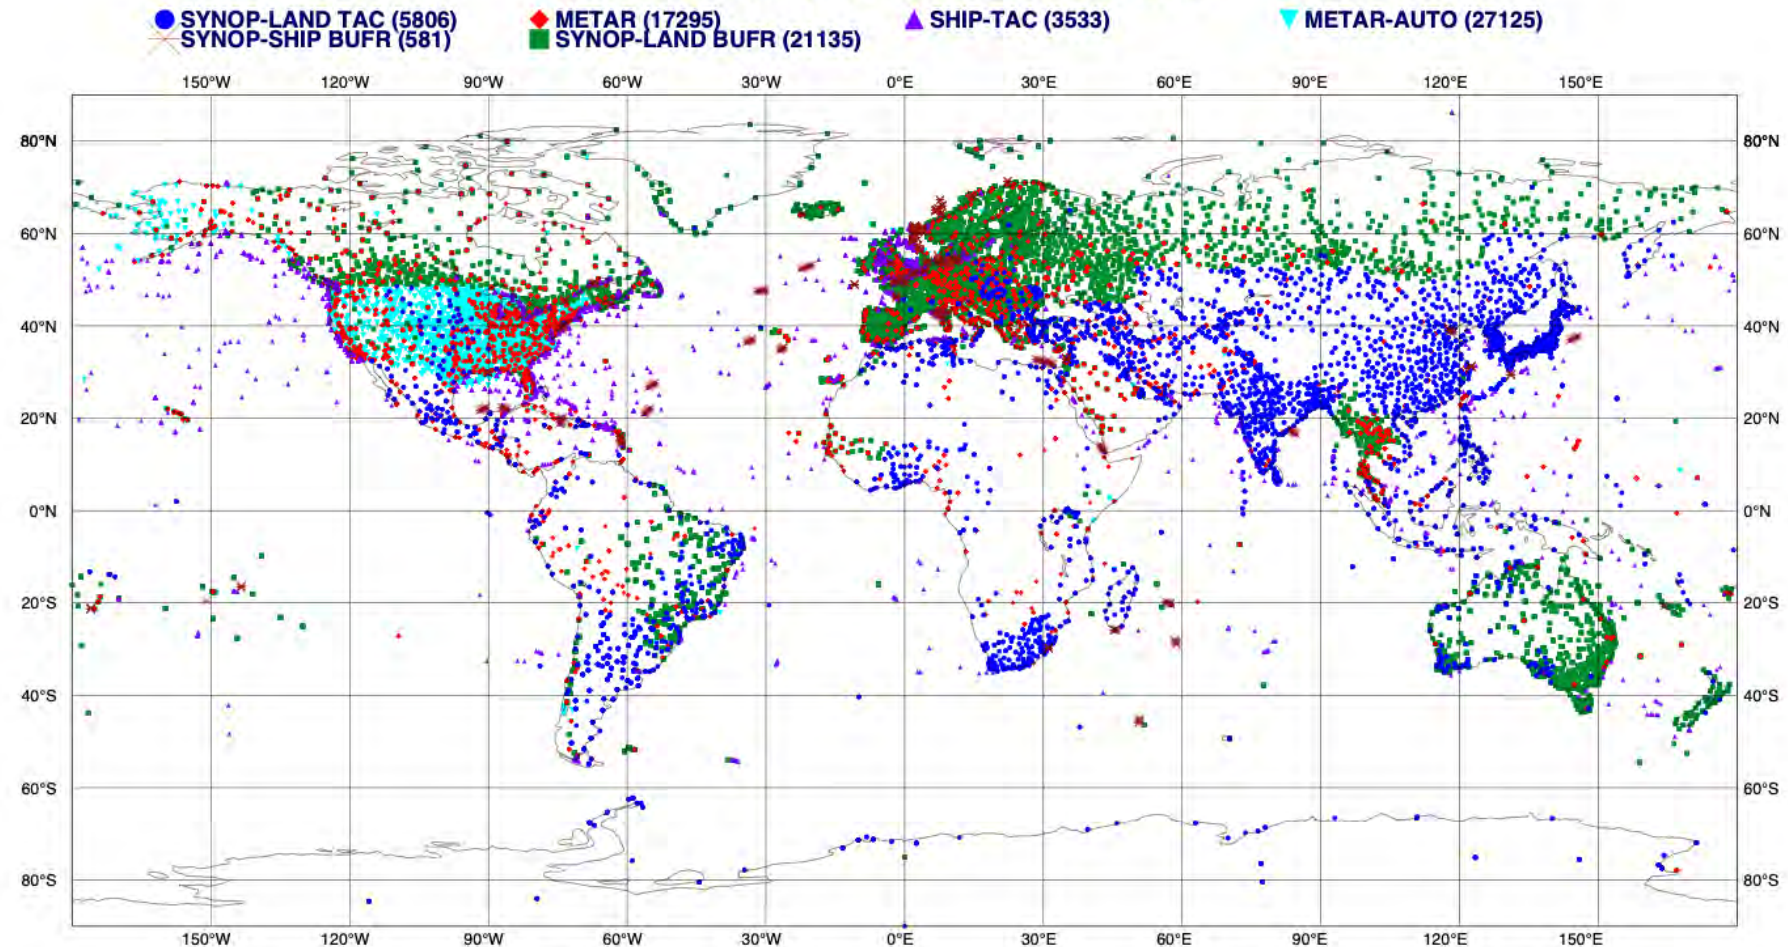 SYNOP-LAND TAC (5806) METAR (17295) SHIP-TAC (3533) METAR-AUTO (27125)
SYNOP-SHIP BUFR (581) SYNOP-LAND BUFR (21135)
150°W 120°W 90°W 60°W 30°W 0°E 30°E 60°E 90°E 120°E 150°E
80°N 80°N
60°N 60°N
40°N 40°N
20°N 20°N
0°N 0°N
20°S 20°S
40°S 40°S
60°S 60°S
80°S 80°S
150°W 120°W 90°W 60°W 30°W 0°E 30°E 60°E 90°E 120°E 150°E